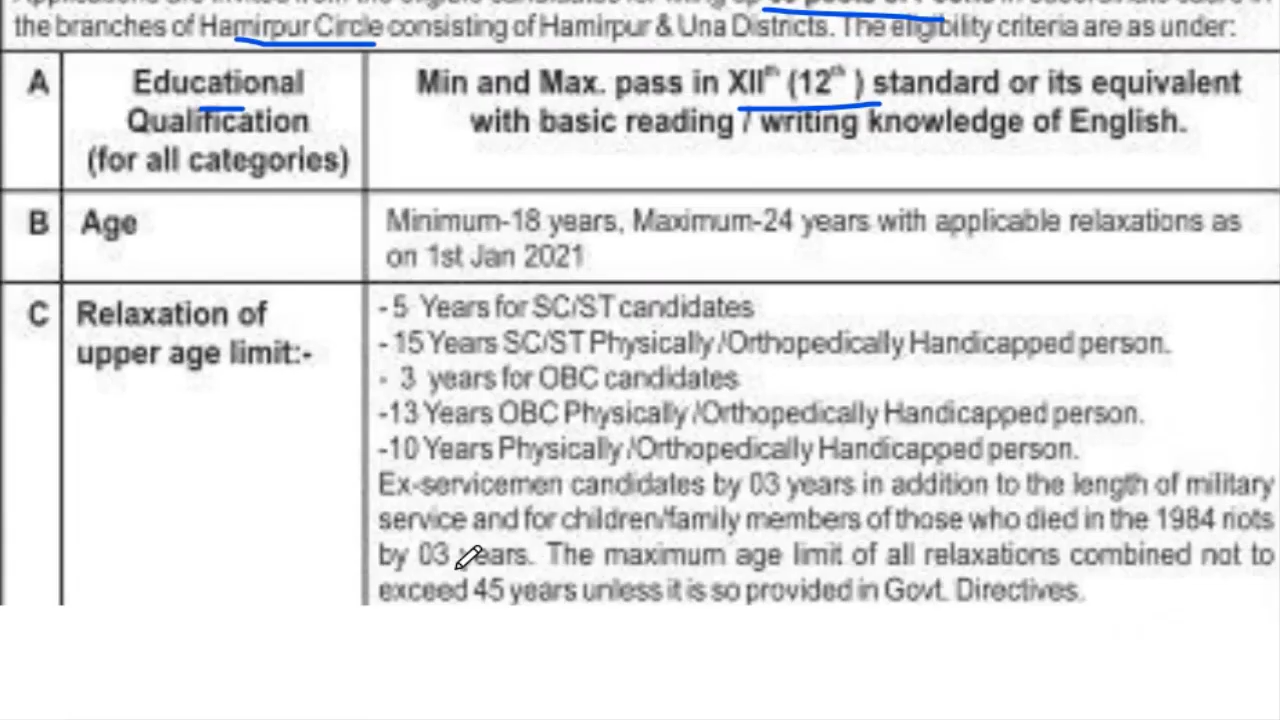 the branches of Hamirpur Circle consisting of Hamirpur & Una Districts. The eligibility criteria are as under:
A Educational Qualification (for all categories)
Min and Max. pass in XIIth (12th ) standard or its equivalent
with basic reading / writing knowledge of English.
B Age
Minimum-18 years, Maximum-24 years with applicable relaxations as
on 1st Jan 2021
C Relaxation of
upper age limit:-
- 5 Years for SC/ST candidates
- 15 Years SC/ST Physically /Orthopedically Handicapped person.
- 3 years for OBC candidates
-13 Years OBC Physically /Orthopedically Handicapped person.
-10 Years Physically /Orthopedically Handicapped person.
Ex-servicemen candidates by 03 years in addition to the length of military
service and for children/family members of those who died in the 1984 riots
by 03 years. The maximum age limit of all relaxations combined not to
exceed 45 years unless it is so provided in Govt. Directives.